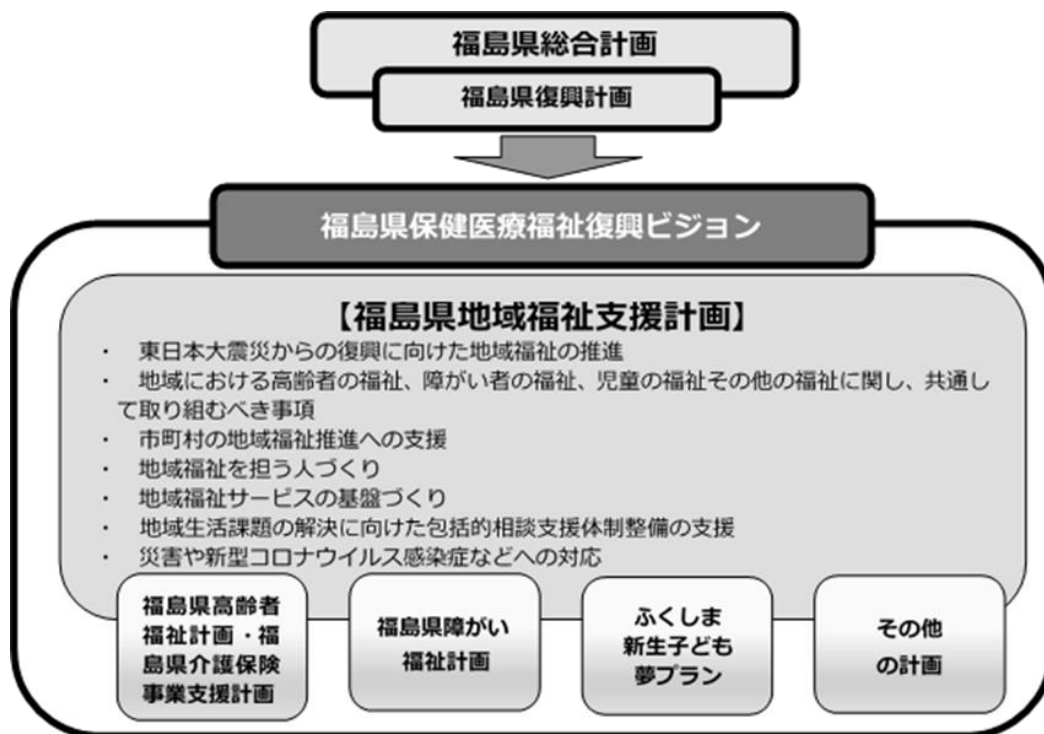 福島県総合計画
福島県復興計画
福島県保健医療福祉復興ビジョン
【福島県地域福祉支援計画】
・ 東日本大震災からの復興に向けた地域福祉の推進
・ 地域における高齢者の福祉、障がい者の福祉、児童の福祉その他の福祉に関し、共通し
て取り組むべき事項
・ 市町村の地域福祉推進への支援
・ 地域福祉を担う人づくり
・ 地域福祉サービスの基盤づくり
・ 地域生活課題の解決に向けた包括的相談支援体制整備の支援
・ 災害や新型コロナウイルス感染症などへの対応
福島県高齢者
福祉計画・福
島県介護保険
事業支援計画
福島県障がい
福祉計画
ふくしま
新生子ども
夢プラン
その他
の計画